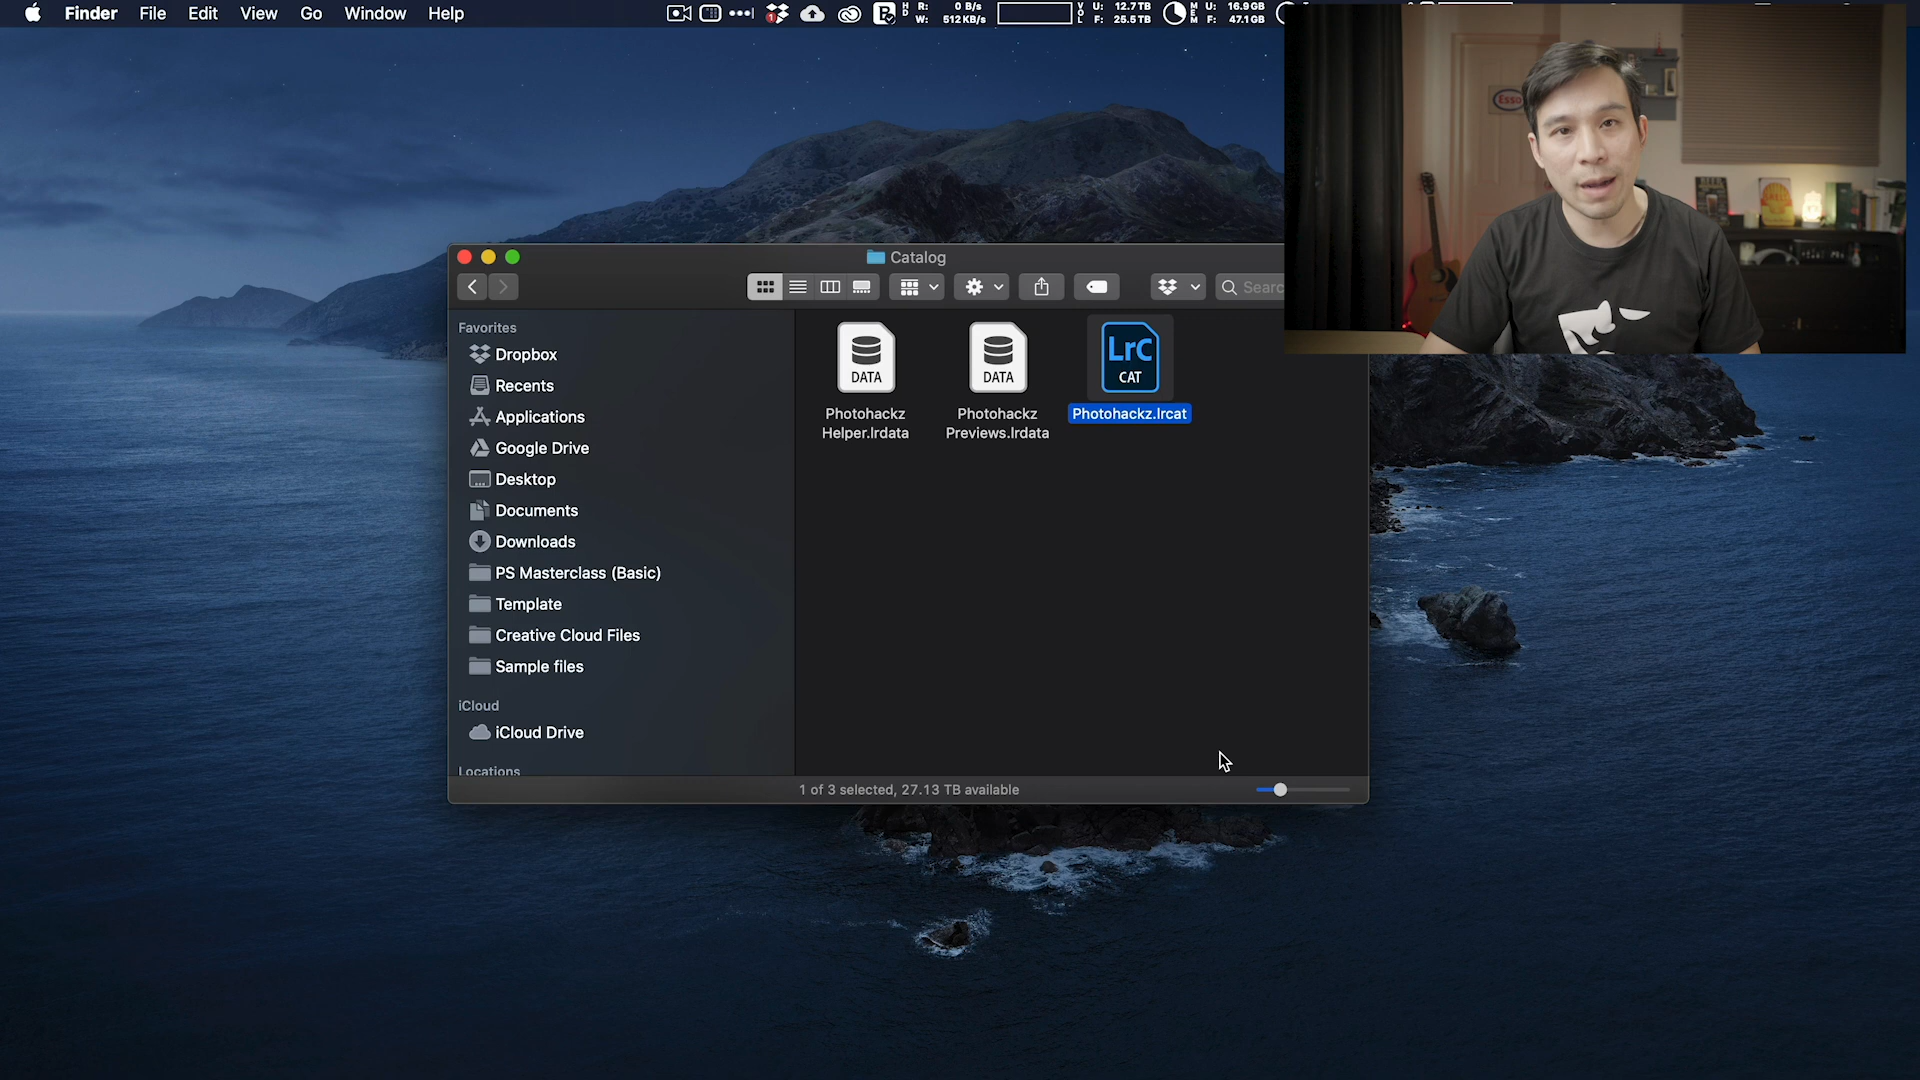 Finder File Edit View Go Window Help
R: 0 B/s
W: 512 KB/s
U: 12.7TB
F: 25.5TB
U: 16.9GB
F: 47.1GB
Esso
Catalog
Searc
Favorites
Dropbox
Recents
Applications
Google Drive
Desktop
Documents
Downloads
PS Masterclass (Basic)
Template
Creative Cloud Files
Sample files
iCloud
iCloud Drive
Locations
DATA
Photohackz
Helper.lrdata
DATA
Photohackz
Previews.lrdata
LrC
CAT
Photohackz.lrcat
1 of 3 selected, 27.13 TB available